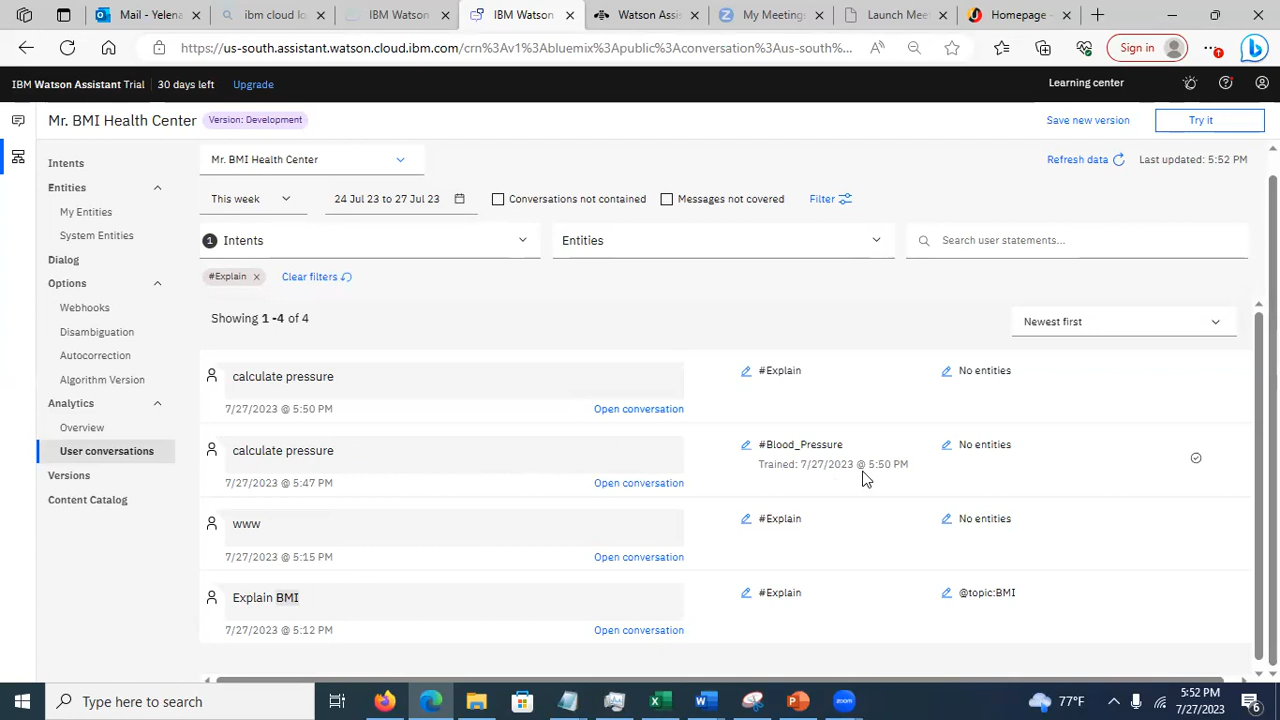 Mail - Yelena
ibm cloud lo
IBM Watson
IBM Watson
Watson Assis
My Meetings
Launch Mee
Homepage -
https://us-south.assistant.watson.cloud.ibm.com/crn%3Av1%3Abluemix%3Apublic%3Aconversation%3Aus-south%...
Sign in
IBM Watson Assistant Trial
30 days left
Upgrade
Learning center
Mr. BMI Health Center
Version: Development
Save new version
Try it
Intents
Entities
My Entities
System Entities
Dialog
Options
Webhooks
Disambiguation
Autocorrection
Algorithm Version
Analytics
Overview
User conversations
Versions
Content Catalog
Mr. BMI Health Center
Refresh data
Last updated: 5:52 PM
This week
24 Jul 23 to 27 Jul 23
Conversations not contained
Messages not covered
Filter
1 Intents
Entities
Search user statements...
#Explain ×
Clear filters
Showing 1 -4 of 4
Newest first
calculate pressure
#Explain
No entities
7/27/2023 @ 5:50 PM
Open conversation
calculate pressure
#Blood_Pressure
No entities
Trained: 7/27/2023 @ 5:50 PM
7/27/2023 @ 5:47 PM
Open conversation
www
#Explain
No entities
7/27/2023 @ 5:15 PM
Open conversation
Explain BMI
#Explain
@topic:BMI
7/27/2023 @ 5:12 PM
Open conversation
Type here to search
77°F
5:52 PM
7/27/2023
6
zoom